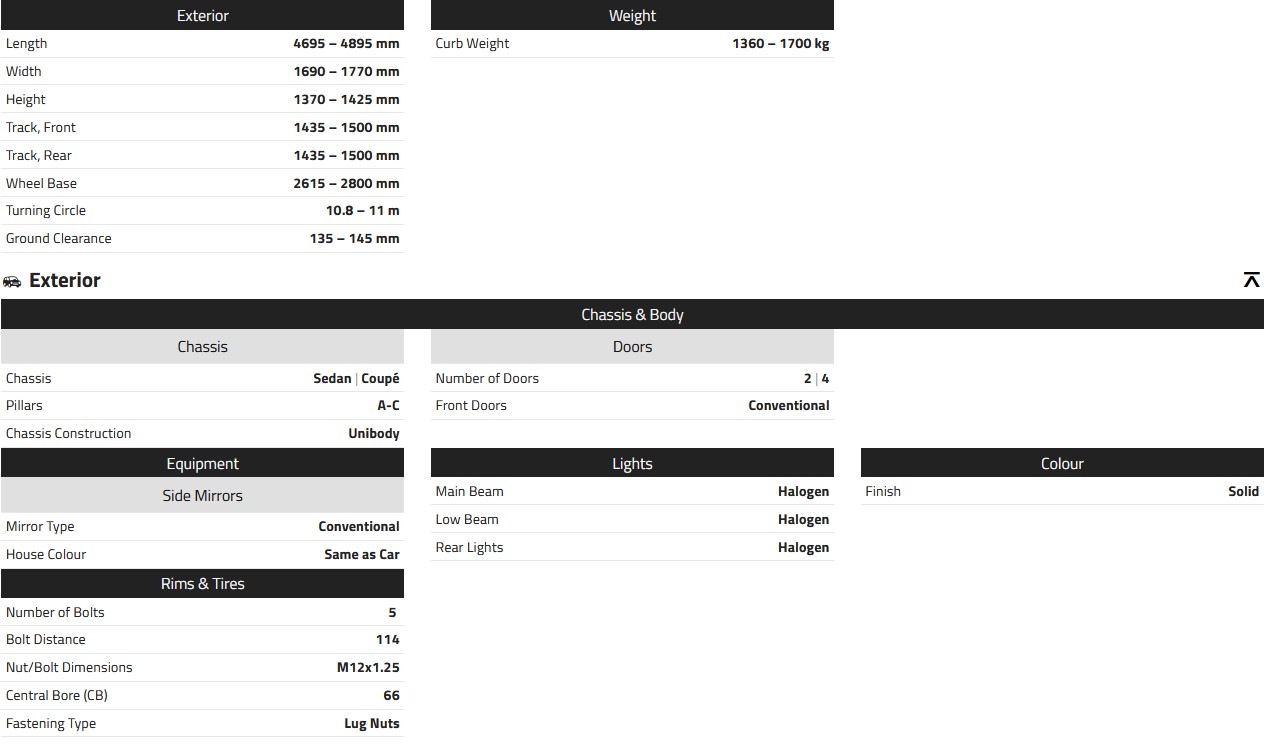 Exterior
Length 4695 – 4895 mm
Width 1690 – 1770 mm
Height 1370 – 1425 mm
Track, Front 1435 – 1500 mm
Track, Rear 1435 – 1500 mm
Wheel Base 2615 – 2800 mm
Turning Circle 10.8 – 11 m
Ground Clearance 135 – 145 mm
Weight
Curb Weight 1360 – 1700 kg
Exterior
Chassis & Body
Chassis
Chassis Sedan | Coupé
Pillars A-C
Chassis Construction Unibody
Doors
Number of Doors 2 | 4
Front Doors Conventional
Equipment
Side Mirrors
Mirror Type Conventional
House Colour Same as Car
Lights
Main Beam Halogen
Low Beam Halogen
Rear Lights Halogen
Colour
Finish Solid
Rims & Tires
Number of Bolts 5
Bolt Distance 114
Nut/Bolt Dimensions M12x1.25
Central Bore (CB) 66
Fastening Type Lug Nuts